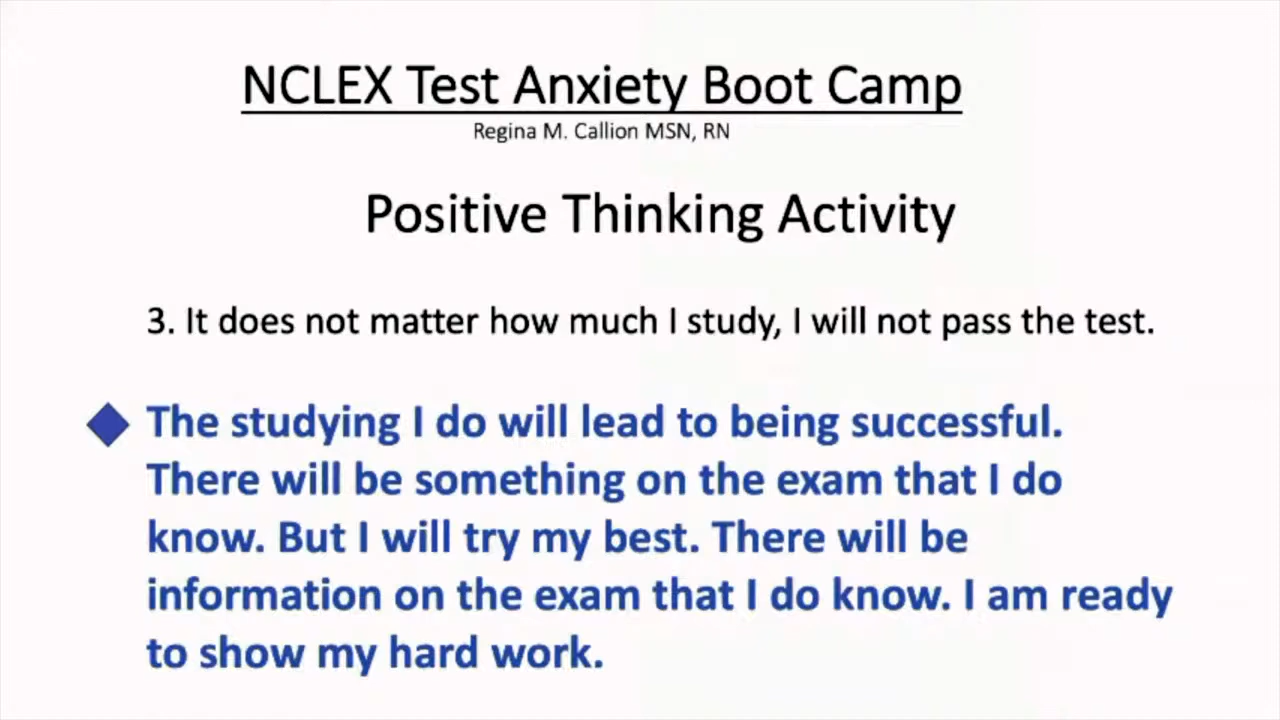 NCLEX Test Anxiety Boot Camp
Regina M. Callion MSN, RN
Positive Thinking Activity
3. It does not matter how much I study, I will not pass the test.
The studying I do will lead to being successful.
There will be something on the exam that I do
know. But I will try my best. There will be
information on the exam that I do know. I am ready
to show my hard work.